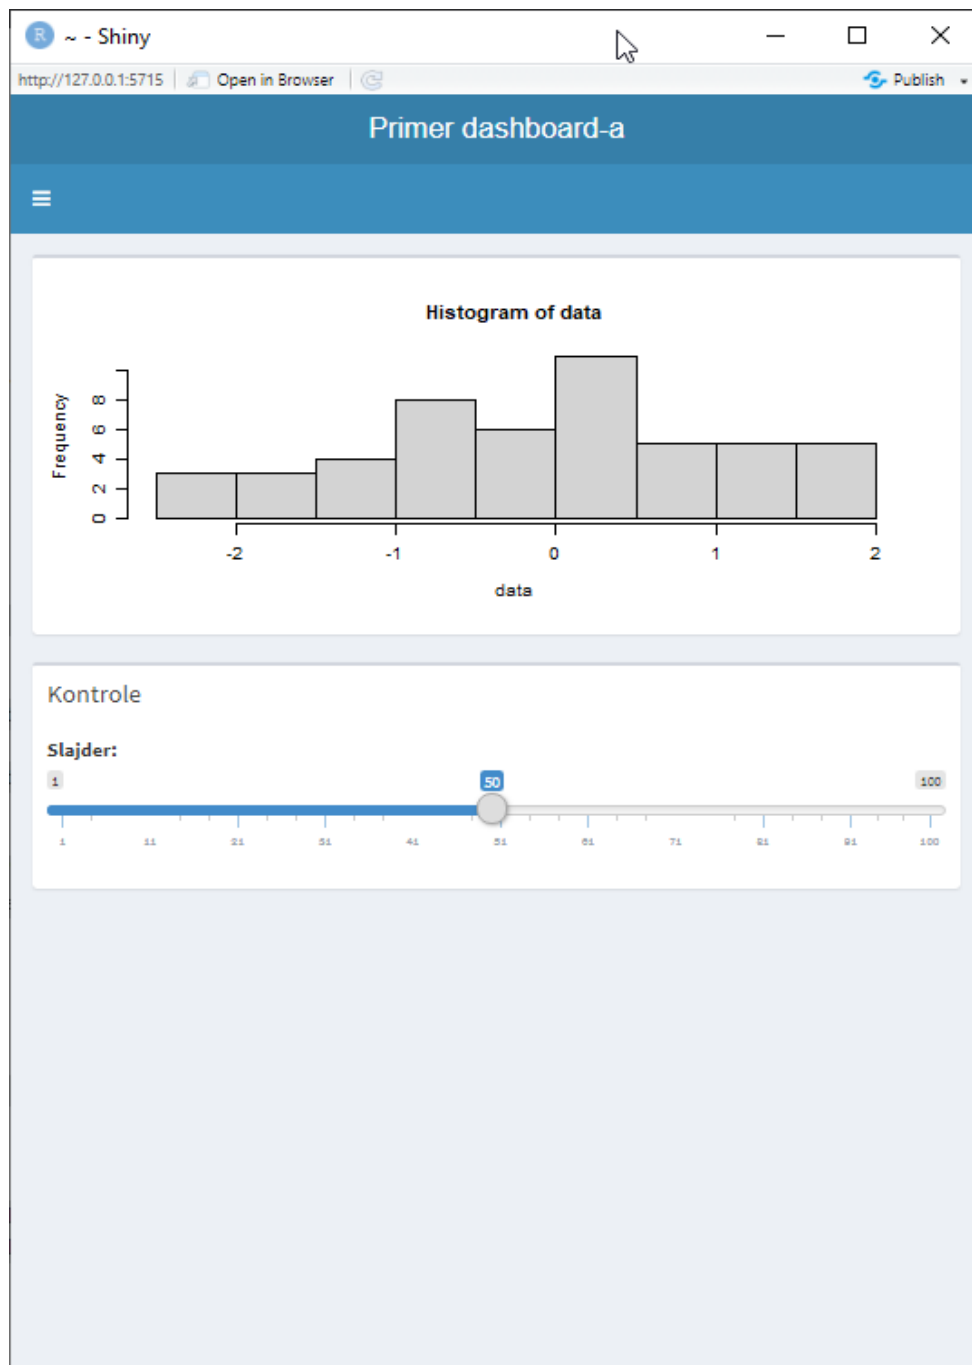 R ~ - Shiny
http://127.0.0.1:5715 Open in Browser Publish
Primer dashboard-a
Histogram of data
Frequency
8
6
4
2
0
-2 -1 0 1 2
data
Kontrole
Slajder:
1 50 100
1 11 21 31 41 51 61 71 81 91 100